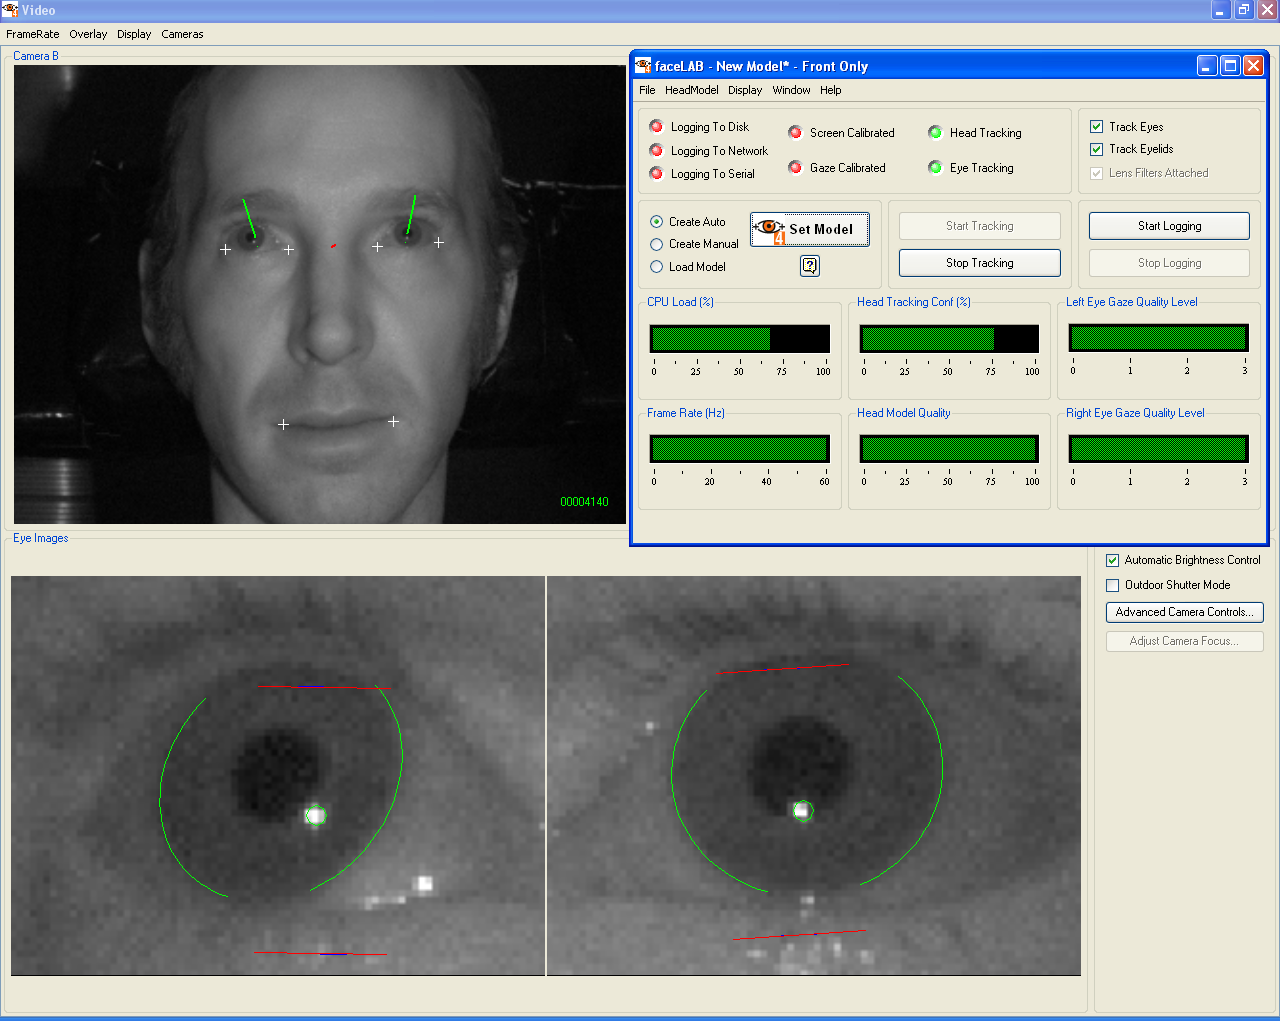 Video
FrameRate Overlay Display Cameras
Camera B
00004140
faceLAB - New Model* - Front Only
File HeadModel Display Window Help
Logging To Disk
Logging To Network
Logging To Serial
Screen Calibrated
Gaze Calibrated
Head Tracking
Eye Tracking
Track Eyes
Track Eyelids
Lens Filters Attached
Create Auto
Create Manual
Load Model
4 Set Model
?
Start Tracking
Stop Tracking
Start Logging
Stop Logging
CPU Load (%)
0 25 50 75 100
Head Tracking Conf (%)
0 25 50 75 100
Left Eye Gaze Quality Level
0 1 2 3
Frame Rate (Hz)
0 20 40 60
Head Model Quality
0 25 50 75 100
Right Eye Gaze Quality Level
0 1 2 3
Eye Images
Automatic Brightness Control
Outdoor Shutter Mode
Advanced Camera Controls...
Adjust Camera Focus...